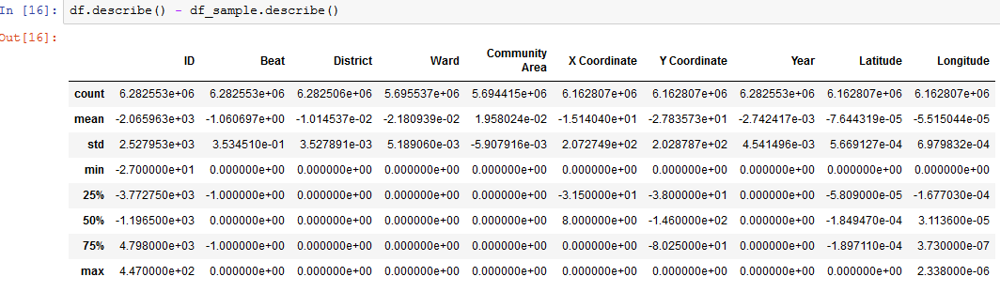 In [16]: df.describe() - df_sample.describe()
Out[16]:
ID Beat District Ward Community Area X Coordinate Y Coordinate Year Latitude Longitude
count 6.282553e+06 6.282553e+06 6.282506e+06 5.695537e+06 5.694415e+06 6.162807e+06 6.162807e+06 6.282553e+06 6.162807e+06 6.162807e+06
mean -2.065963e+03 -1.060697e+00 -1.014537e-02 -2.180939e-02 1.958024e-02 -1.514040e+01 -2.783573e+01 -2.742417e-03 -7.644319e-05 -5.515044e-05
std 2.527953e+03 3.534510e-01 3.527891e-03 5.189060e-03 -5.907916e-03 2.072749e+02 2.028787e+02 4.541496e-03 5.669127e-04 6.979832e-04
min -2.700000e+01 0.000000e+00 0.000000e+00 0.000000e+00 0.000000e+00 0.000000e+00 0.000000e+00 0.000000e+00 0.000000e+00 0.000000e+00
25% -3.772750e+03 -1.000000e+00 0.000000e+00 0.000000e+00 0.000000e+00 -3.150000e+01 -3.800000e+01 0.000000e+00 -5.809000e-05 -1.677030e-04
50% -1.196500e+03 0.000000e+00 0.000000e+00 0.000000e+00 0.000000e+00 8.000000e+00 -1.460000e+02 0.000000e+00 -1.849470e-04 3.113600e-05
75% 4.798000e+03 -1.000000e+00 0.000000e+00 0.000000e+00 0.000000e+00 0.000000e+00 -8.025000e+01 0.000000e+00 -1.897110e-04 3.730000e-07
max 4.470000e+02 0.000000e+00 0.000000e+00 0.000000e+00 0.000000e+00 0.000000e+00 0.000000e+00 0.000000e+00 0.000000e+00 2.338000e-06